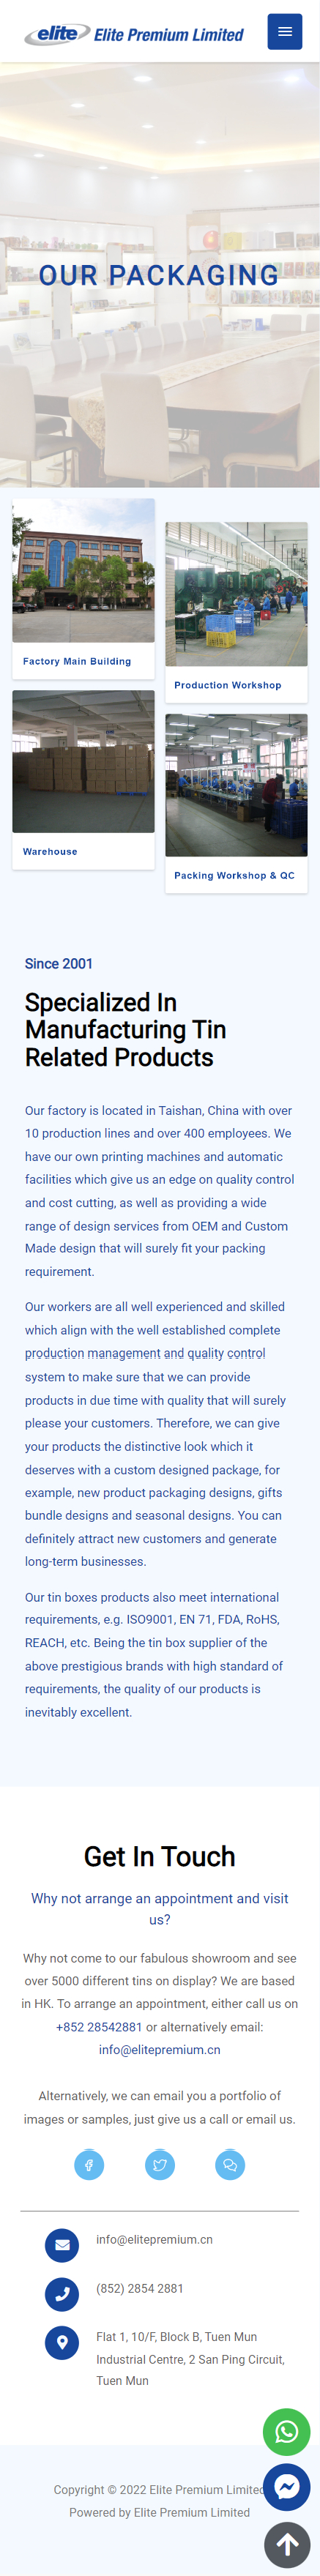 elite Elite Premium Limited
OUR PACKAGING
Factory Main Building
Production Workshop
Warehouse
Packing Workshop & QC
Since 2001
Specialized In
Manufacturing Tin
Related Products
Our factory is located in Taishan, China with over
10 production lines and over 400 employees. We
have our own printing machines and automatic
facilities which give us an edge on quality control
and cost cutting, as well as providing a wide
range of design services from OEM and Custom
Made design that will surely fit your packing
requirement.
Our workers are all well experienced and skilled
which align with the well established complete
production management and quality control
system to make sure that we can provide
products in due time with quality that will surely
please your customers. Therefore, we can give
your products the distinctive look which it
deserves with a custom designed package, for
example, new product packaging designs, gifts
bundle designs and seasonal designs. You can
definitely attract new customers and generate
long-term businesses.
Our tin boxes products also meet international
requirements, e.g. ISO9001, EN 71, FDA, RoHS,
REACH, etc. Being the tin box supplier of the
above prestigious brands with high standard of
requirements, the quality of our products is
inevitably excellent.
Get In Touch
Why not arrange an appointment and visit
us?
Why not come to our fabulous showroom and see
over 5000 different tins on display? We are based
in HK. To arrange an appointment, either call us on
+852 28542881 or alternatively email:
info@elitepremium.cn
Alternatively, we can email you a portfolio of
images or samples, just give us a call or email us.
info@elitepremium.cn
(852) 2854 2881
Flat 1, 10/F, Block B, Tuen Mun
Industrial Centre, 2 San Ping Circuit,
Tuen Mun
Copyright © 2022 Elite Premium Limited
Powered by Elite Premium Limited